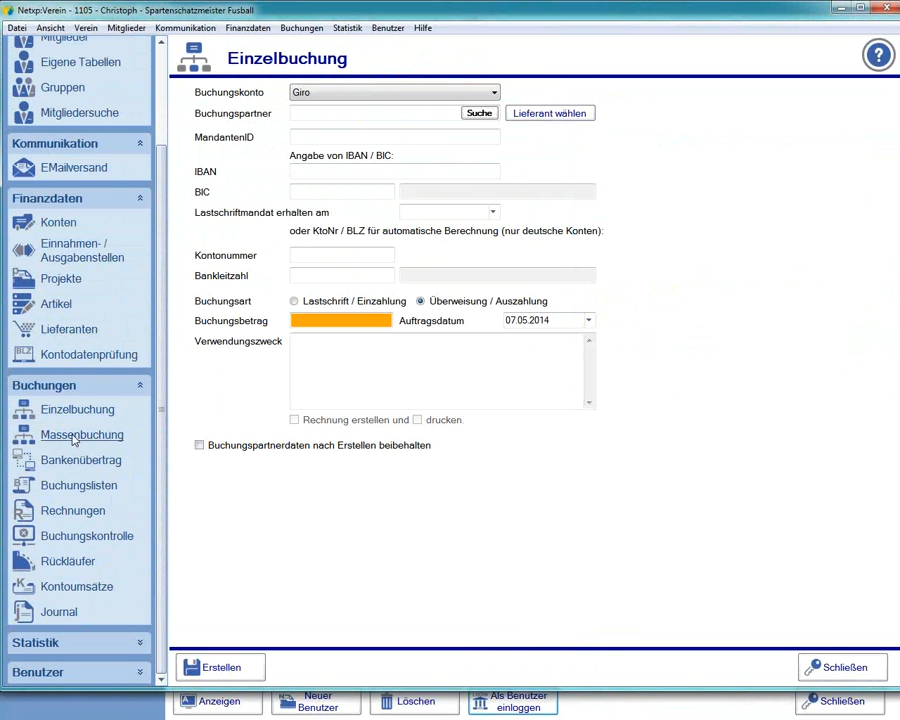 Netxp:Verein - 1105 - Christoph - Spartenschatzmeister Fusball
Datei Ansicht Verein Mitglieder Kommunikation Finanzdaten Buchungen Statistik Benutzer Hilfe
Mitglieder
Eigene Tabellen
Gruppen
Mitgliedersuche
Kommunikation
EMailversand
Finanzdaten
Konten
Einnahmen- /
Ausgabenstellen
Projekte
Artikel
Lieferanten
BLZ
Kontodatenprüfung
Buchungen
Einzelbuchung
Massenbuchung
Bankenübertrag
Buchungslisten
Rechnungen
Buchungskontrolle
Rückläufer
Kontoumsätze
Journal
Statistik
Benutzer
Einzelbuchung
?
Buchungskonto Giro
Buchungspartner Suche Lieferant wählen
MandantenID
Angabe von IBAN / BIC:
IBAN
BIC
Lastschriftmandat erhalten am
oder KtoNr / BLZ für automatische Berechnung (nur deutsche Konten):
Kontonummer
Bankleitzahl
Buchungsart Lastschrift / Einzahlung Überweisung / Auszahlung
Buchungsbetrag Auftragsdatum 07.05.2014
Verwendungszweck
Rechnung erstellen und drucken.
Buchungspartnerdaten nach Erstellen beibehalten
Erstellen Schließen
Anzeigen Neuer Benutzer Löschen Als Benutzer einloggen Schließen